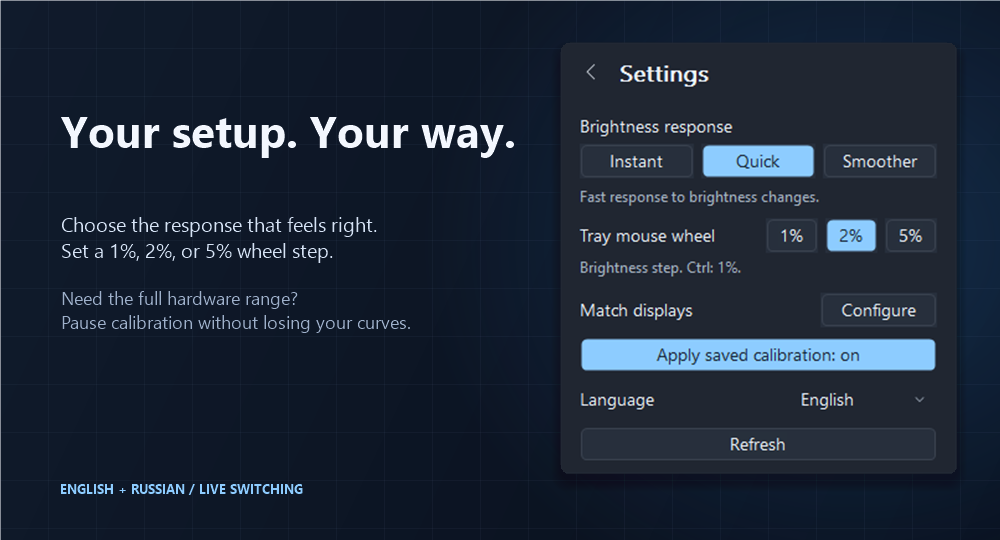 Your setup. Your way.
Choose the response that feels right.
Set a 1%, 2%, or 5% wheel step.
Need the full hardware range?
Pause calibration without losing your curves.
ENGLISH + RUSSIAN / LIVE SWITCHING
Settings
Brightness response
Instant Quick Smoother
Fast response to brightness changes.
Tray mouse wheel 1% 2% 5%
Brightness step. Ctrl: 1%.
Match displays Configure
Apply saved calibration: on
Language English
Refresh